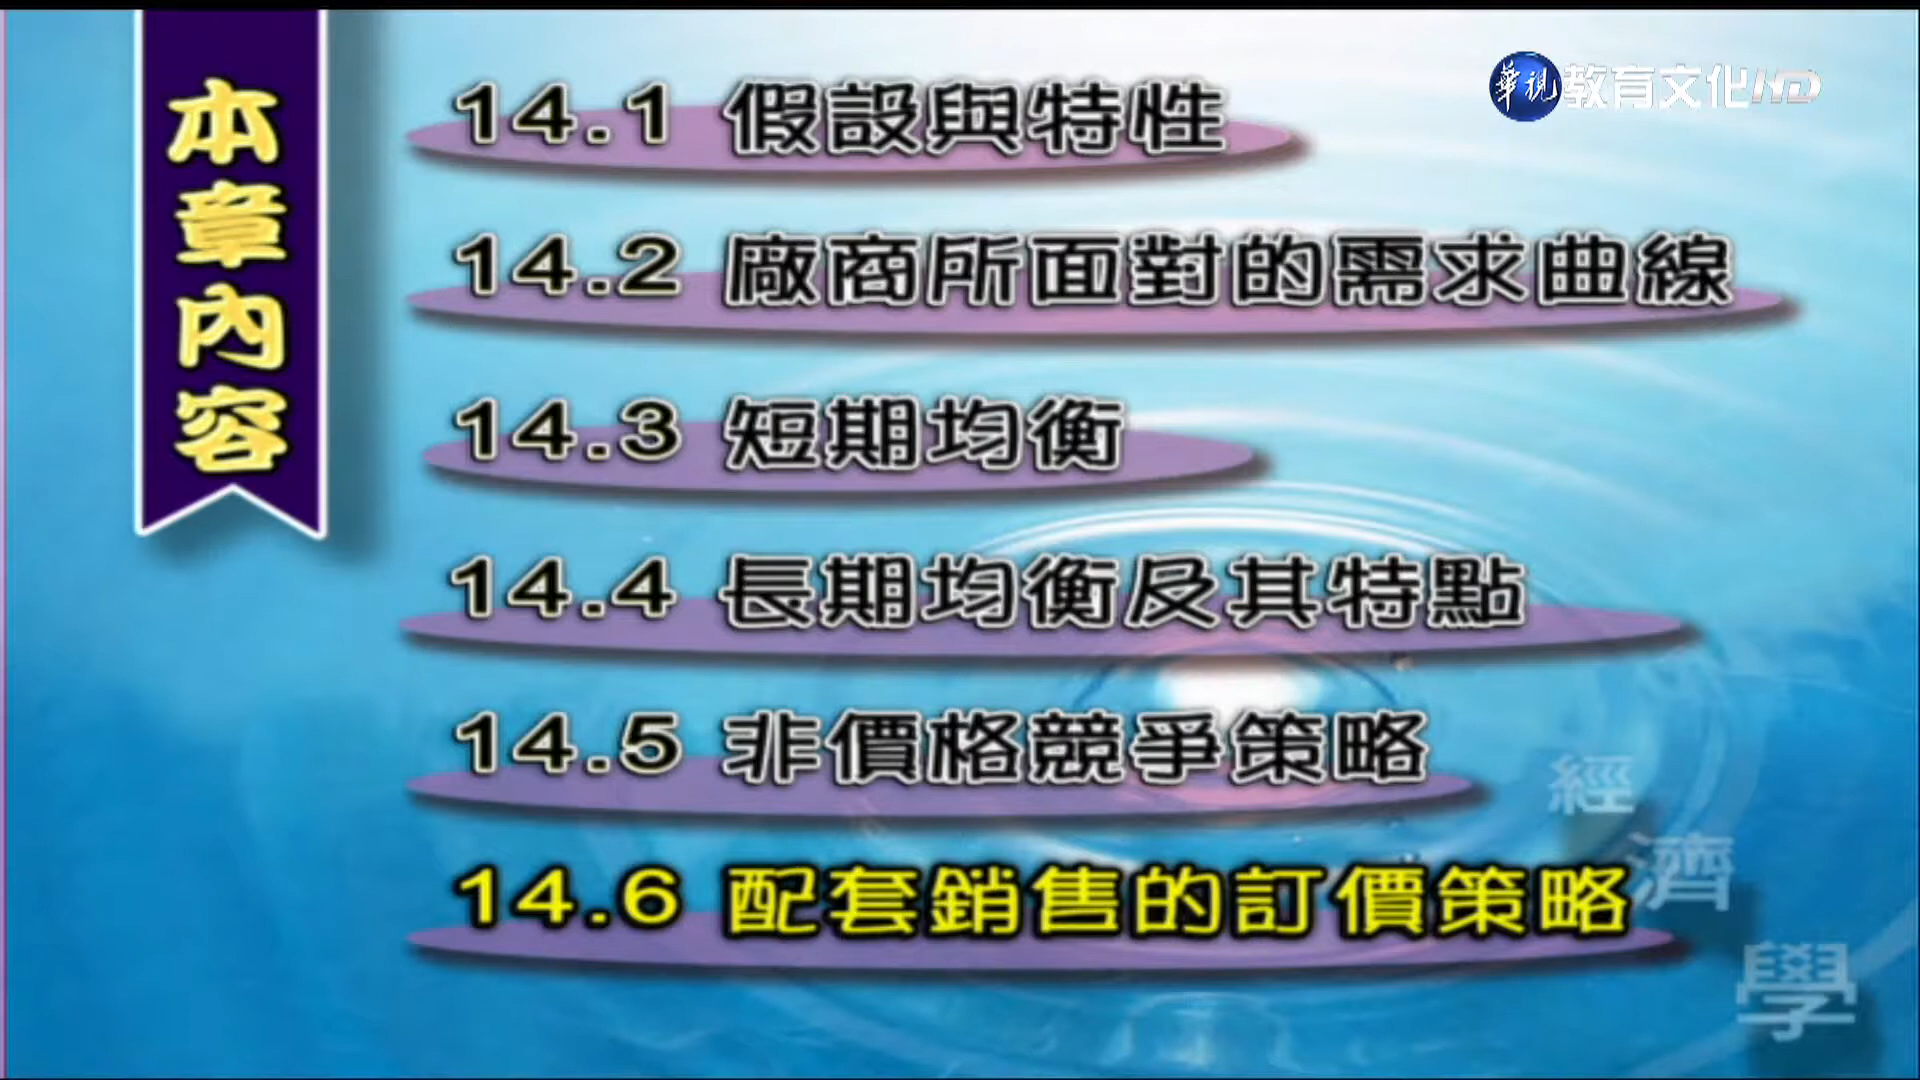 本章內容
華視 教育文化HD
14.1 假設與特性
14.2 廠商所面對的需求曲線
14.3 短期均衡
14.4 長期均衡及其特點
14.5 非價格競爭策略
14.6 配套銷售的訂價策略
經濟學